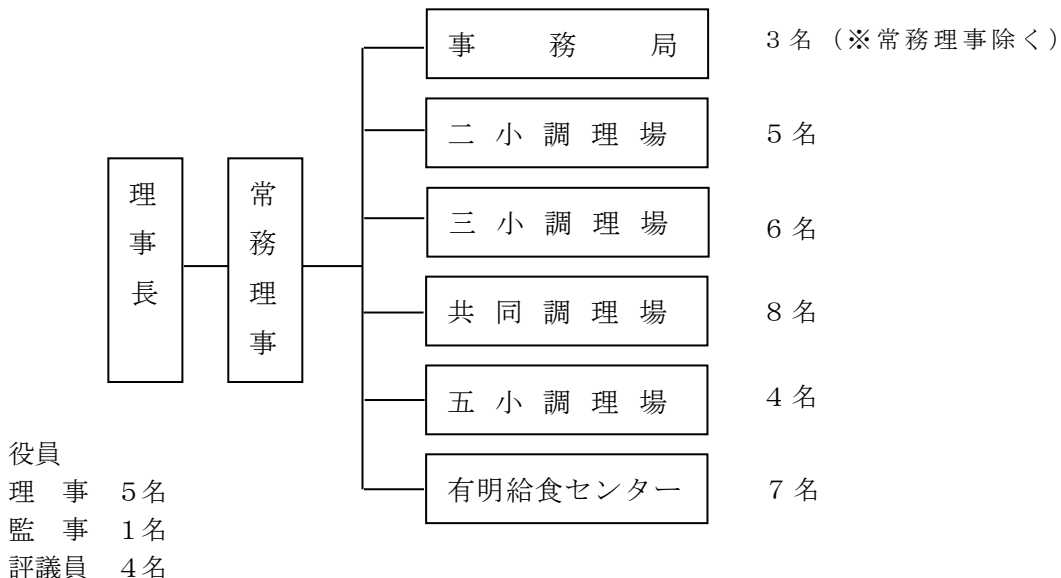 事務局 3名（※常務理事除く）
二小調理場 5名
理事長
常務理事
三小調理場 6名
共同調理場 8名
五小調理場 4名
有明給食センター 7名
役員
理　事　5名
監　事　1名
評議員　4名